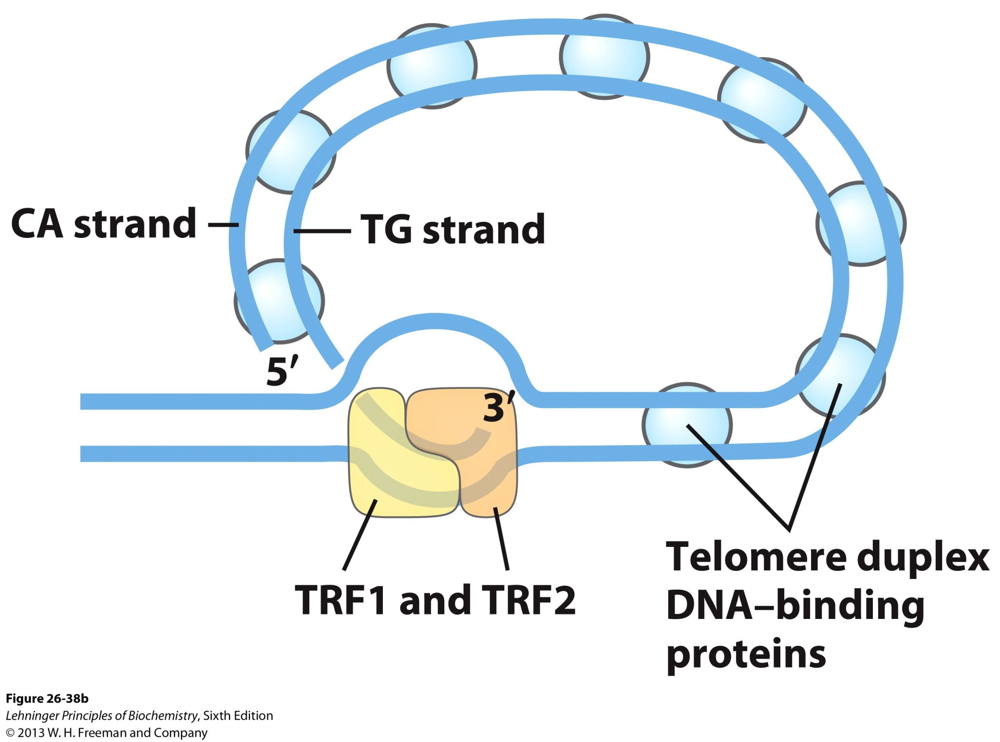 CA strand
TG strand
5′
3′
TRF1 and TRF2
Telomere duplex
DNA–binding
proteins
Figure 26-38b
Lehninger Principles of Biochemistry, Sixth Edition
© 2013 W. H. Freeman and Company